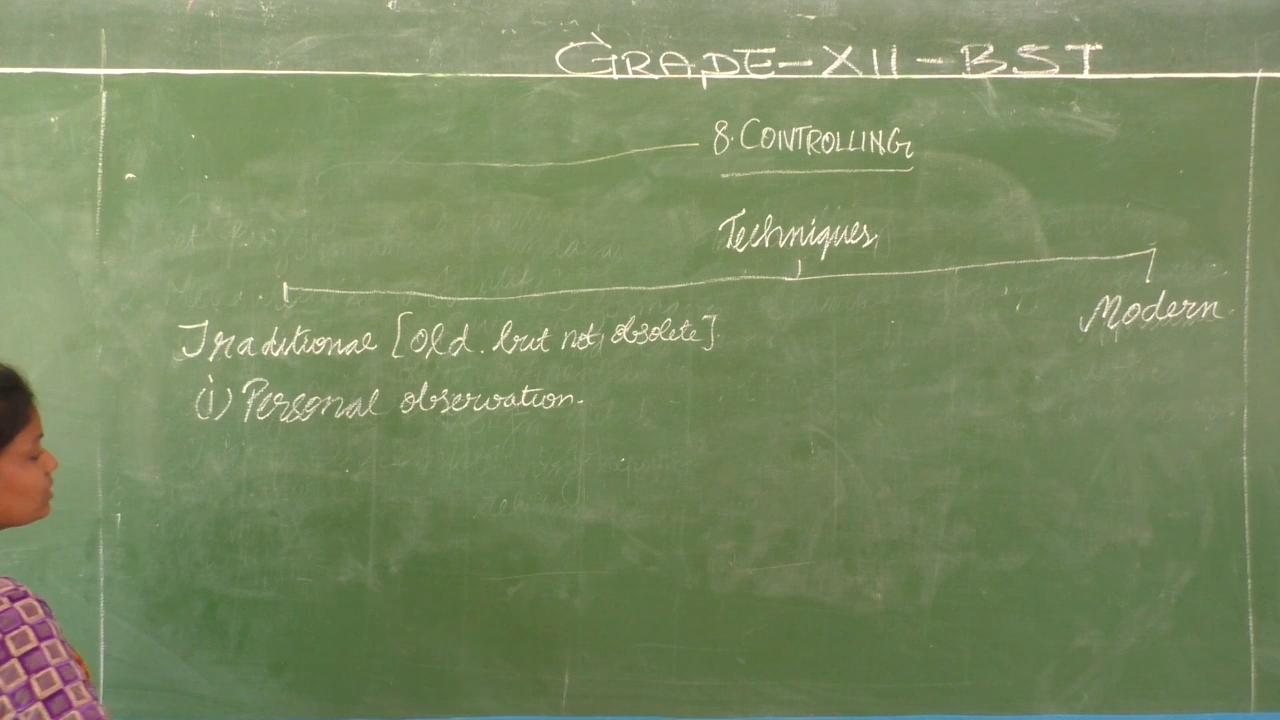 GRADE-XII-BST
8. CONTROLLING
Techniques
Traditional [Old but not obsolete]
Modern
(i) Personal observation.